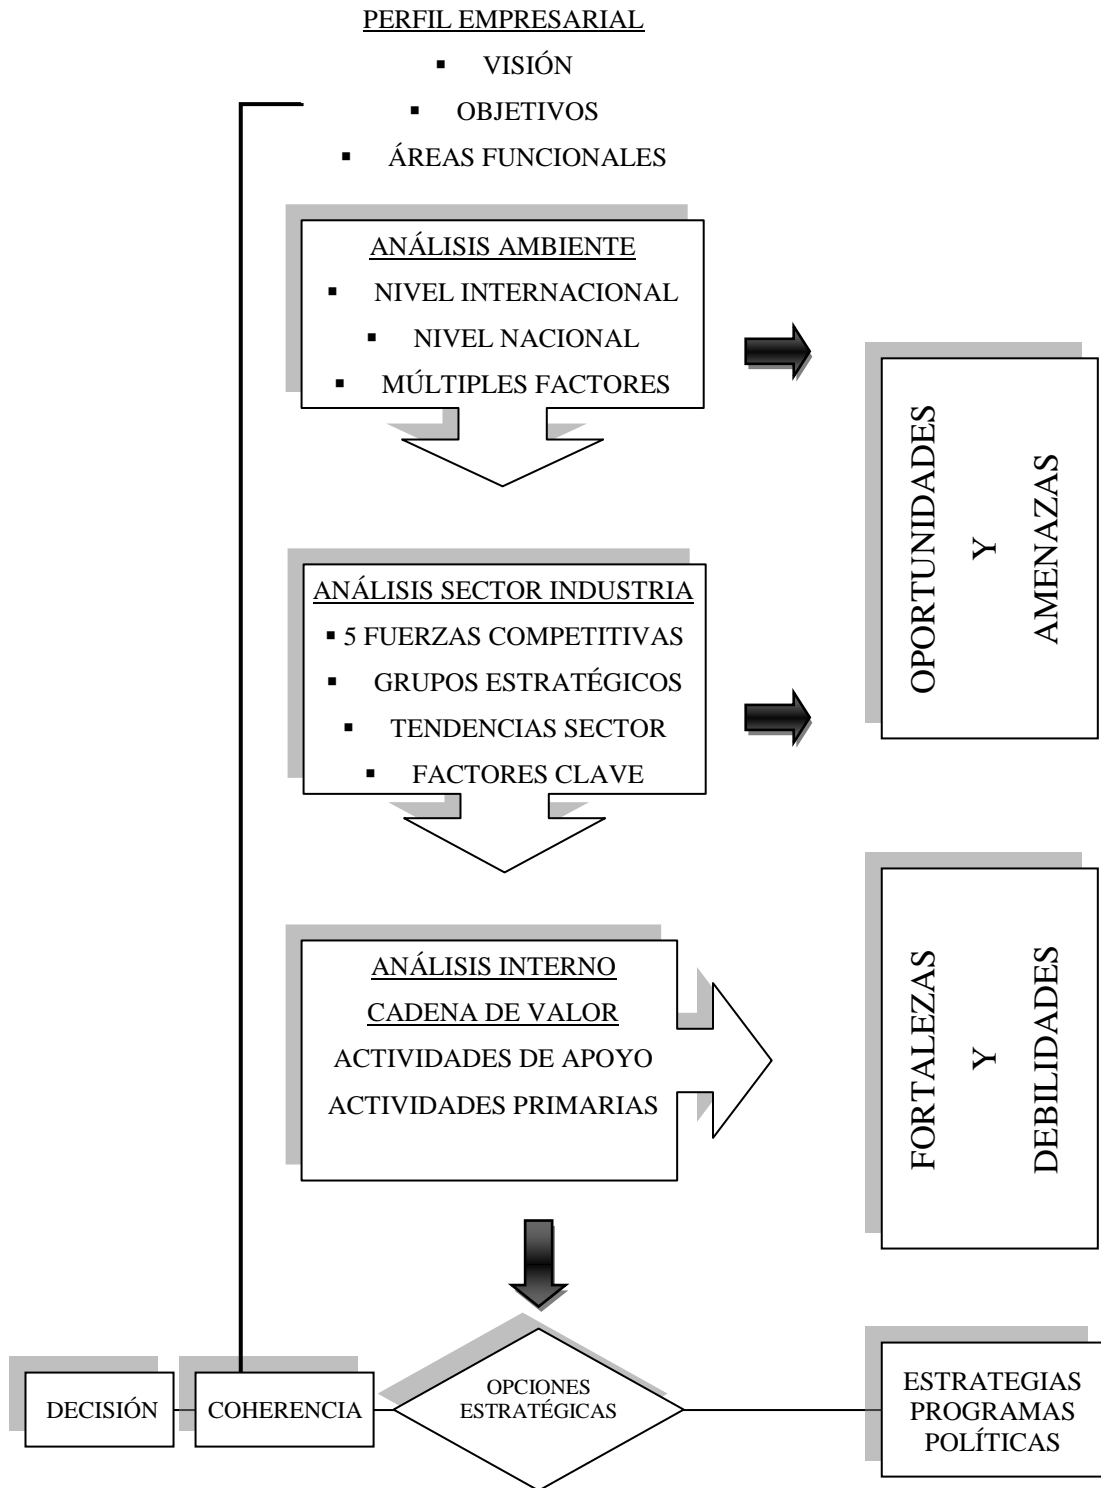 PERFIL EMPRESARIAL
▪ VISIÓN
▪ OBJETIVOS
▪ ÁREAS FUNCIONALES
ANÁLISIS AMBIENTE
▪ NIVEL INTERNACIONAL
▪ NIVEL NACIONAL
▪ MÚLTIPLES FACTORES
OPORTUNIDADES
Y
AMENAZAS
ANÁLISIS SECTOR INDUSTRIA
▪ 5 FUERZAS COMPETITIVAS
▪ GRUPOS ESTRATÉGICOS
▪ TENDENCIAS SECTOR
▪ FACTORES CLAVE
ANÁLISIS INTERNO
CADENA DE VALOR
ACTIVIDADES DE APOYO
ACTIVIDADES PRIMARIAS
FORTALEZAS
Y
DEBILIDADES
DECISIÓN
COHERENCIA
OPCIONES
ESTRATÉGICAS
ESTRATEGIAS
PROGRAMAS
POLÍTICAS